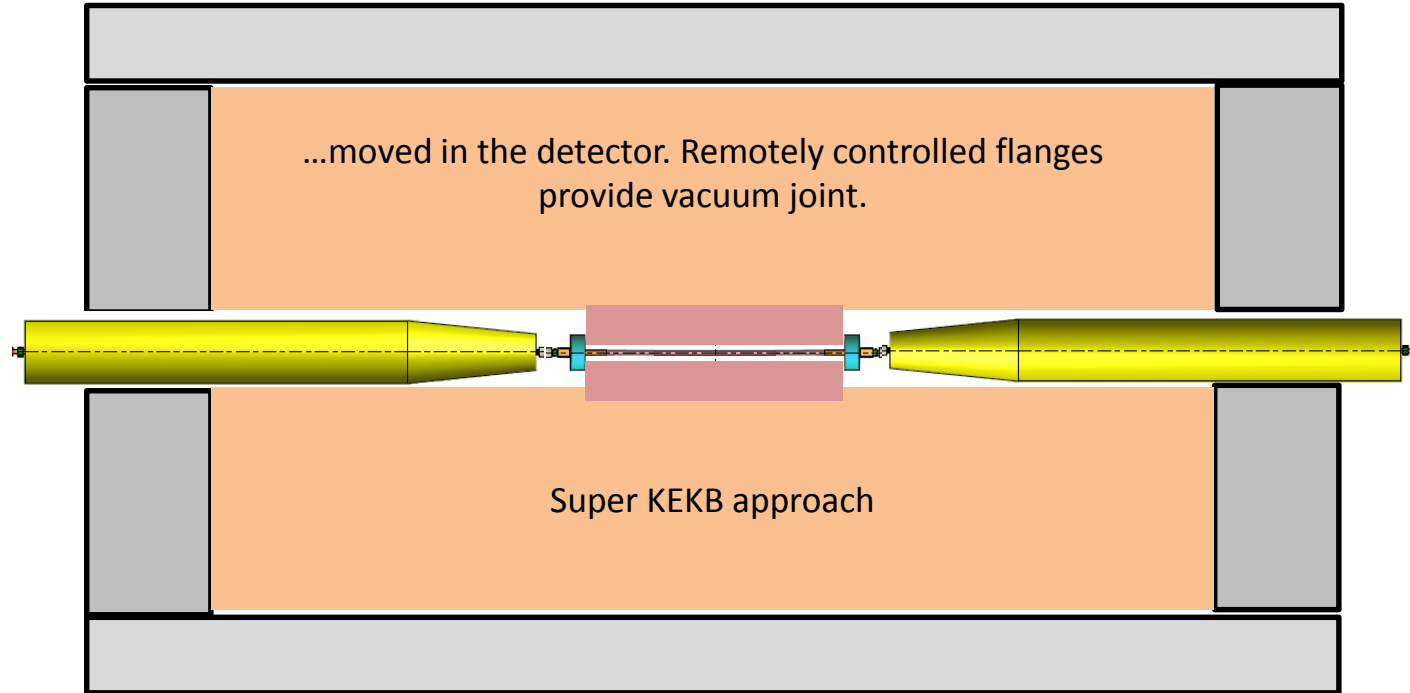 ...moved in the detector. Remotely controlled flanges
provide vacuum joint.
Super KEKB approach